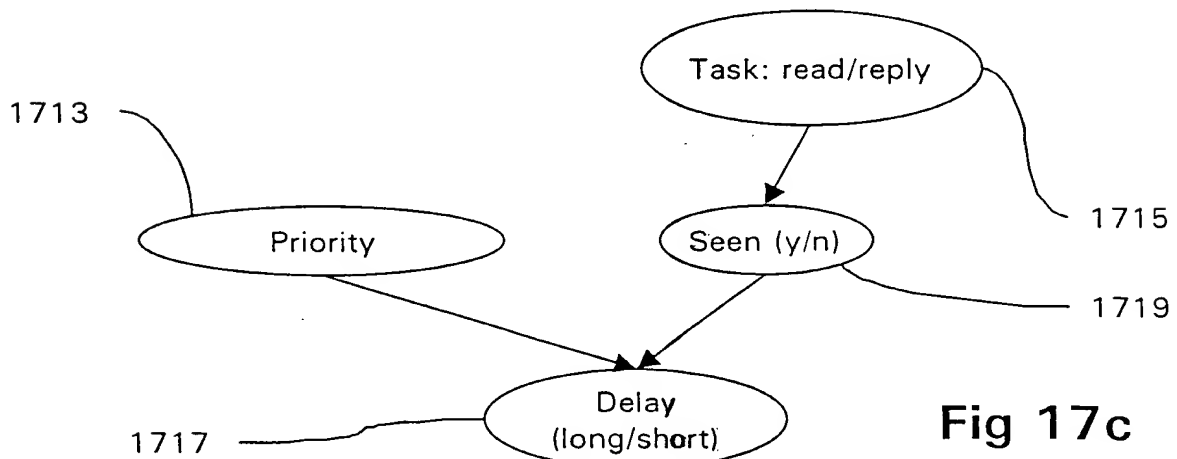 Task: read/reply
1713
1715
Priority
Seen (y/n)
1719
Delay
(long/short)
1717
Fig 17c